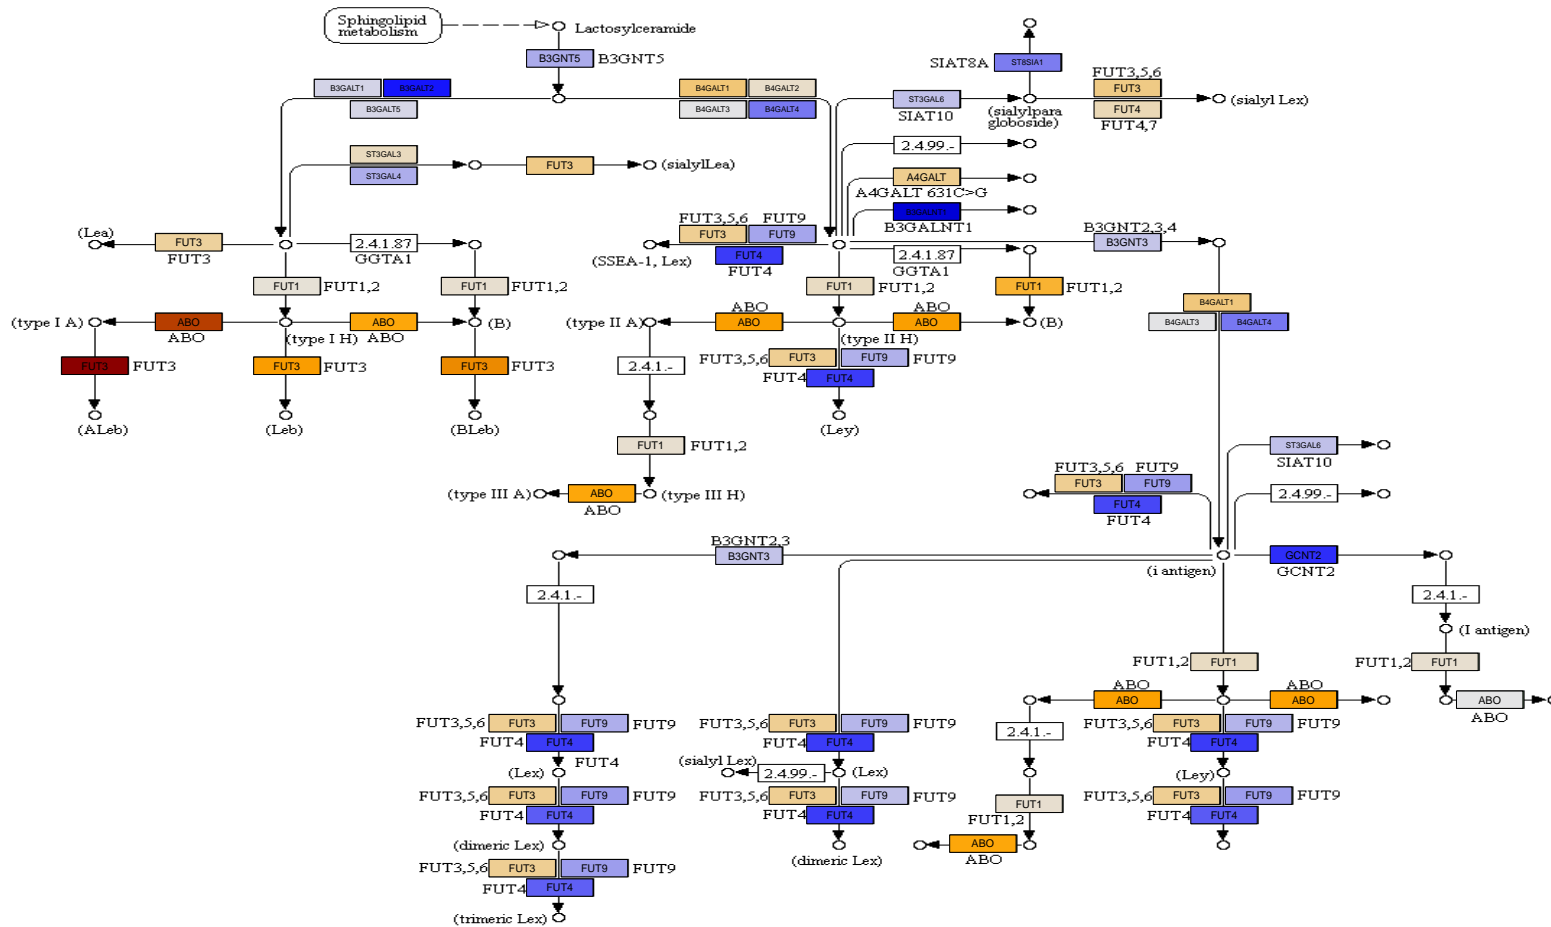 Sphingolipid
metabolism
Lactosylceramide
B3GNT5 B3GNT5
SIAT8A ST8SIA1
FUT3,5,6
B3GALT1 B3GALT2
B4GALT1 B4GALT2
FUT3
ST3GAL6
(sialyl Lex)
B3GALT5
B4GALT3 B4GALT4
SIAT10
(sialylpara
globoside)
FUT4
FUT4,7
2.4.99.-
ST3GAL3
FUT3
(sialylLea)
ST3GAL4
A4GALT
A4GALT 631C>G
B3GALNT1
B3GALNT1
FUT3,5,6 FUT9
B3GNT2,3,4
(Lea)
FUT3
FUT3
2.4.1.87
GGTA1
FUT3 FUT9
B3GNT3
(SSEA-1, Lex)
FUT4
FUT4
2.4.1.87
GGTA1
FUT1 FUT1,2
FUT1 FUT1,2
FUT1 FUT1,2
FUT1 FUT1,2
B4GALT1
B4GALT3 B4GALT4
(type I A)
ABO
ABO
(type I H)
ABO
ABO
(B)
(type II A)
ABO
ABO
(type II H)
ABO
ABO
(B)
FUT3 FUT3
FUT3 FUT3
FUT3 FUT3
2.4.1.-
FUT3,5,6 FUT3 FUT9 FUT9
FUT4 FUT4
(ALeb)
(Leb)
(BLeb)
(Ley)
FUT1 FUT1,2
ST3GAL6
SIAT10
(type III A)
ABO
ABO
(type III H)
FUT3,5,6 FUT9
FUT3 FUT9
FUT4
FUT4
2.4.99.-
B3GNT2,3
B3GNT3
(i antigen)
GCNT2
GCNT2
2.4.1.-
2.4.1.-
(I antigen)
FUT1,2 FUT1
FUT1,2 FUT1
ABO
ABO
ABO
ABO
ABO
ABO
FUT3,5,6 FUT3 FUT9 FUT9
FUT4 FUT4
FUT4
FUT3,5,6 FUT3 FUT9 FUT9
FUT4 FUT4
2.4.1.-
FUT3,5,6 FUT3 FUT9 FUT9
FUT4 FUT4
(Lex)
(sialyl Lex)
2.4.99.-
(Lex)
(Ley)
FUT3,5,6 FUT3 FUT9 FUT9
FUT4 FUT4
FUT3,5,6 FUT3 FUT9 FUT9
FUT4 FUT4
FUT1
FUT1,2
FUT3,5,6 FUT3 FUT9 FUT9
FUT4 FUT4
(dimeric Lex)
(dimeric Lex)
ABO
ABO
FUT3,5,6 FUT3 FUT9 FUT9
FUT4 FUT4
(trimeric Lex)